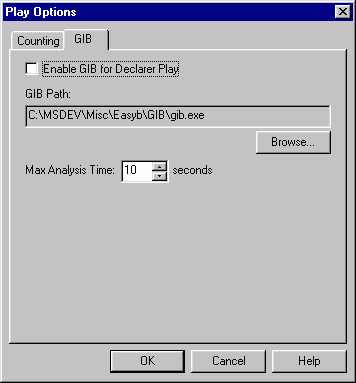 Play Options
Counting
GIB
Enable GIB for Declarer Play
GIB Path:
C:\MSDEV\Misc\Easyb\GIB\gib.exe
Browse...
Max Analysis Time: 10 seconds
OK Cancel Help